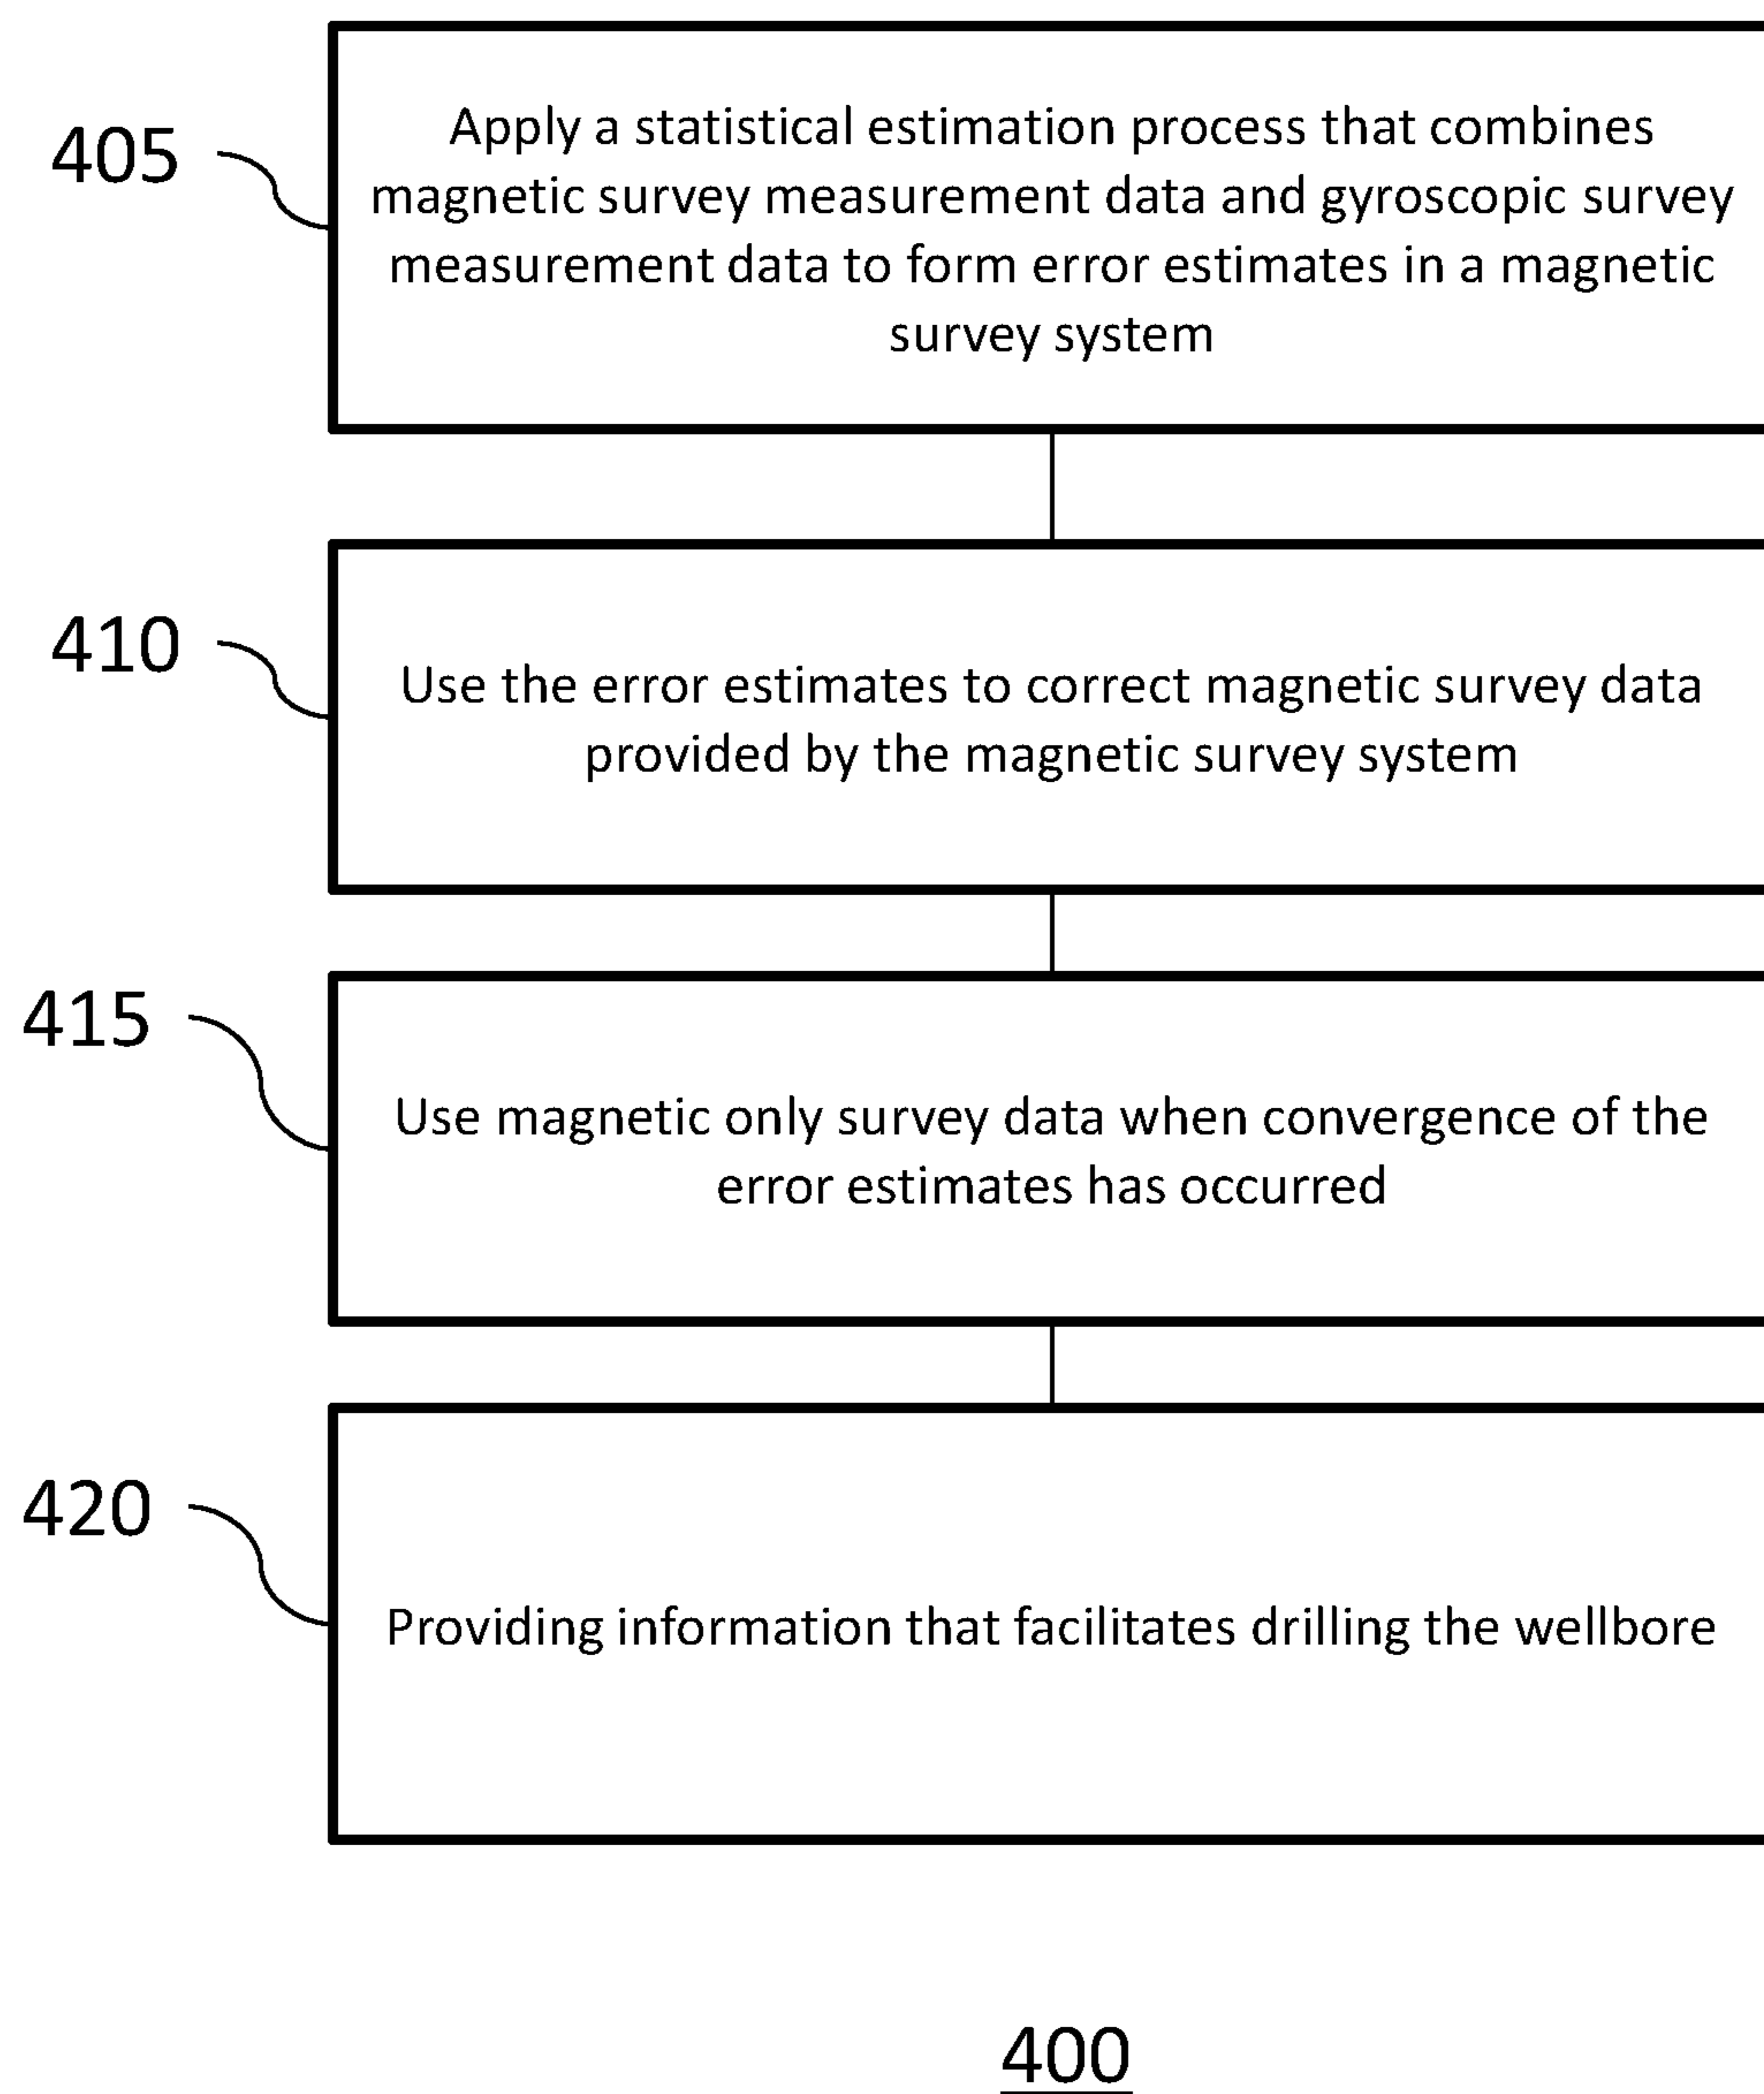 405
Apply a statistical estimation process that combines
magnetic survey measurement data and gyroscopic survey
measurement data to form error estimates in a magnetic
survey system
410
Use the error estimates to correct magnetic survey data
provided by the magnetic survey system
415
Use magnetic only survey data when convergence of the
error estimates has occurred
420
Providing information that facilitates drilling the wellbore
400